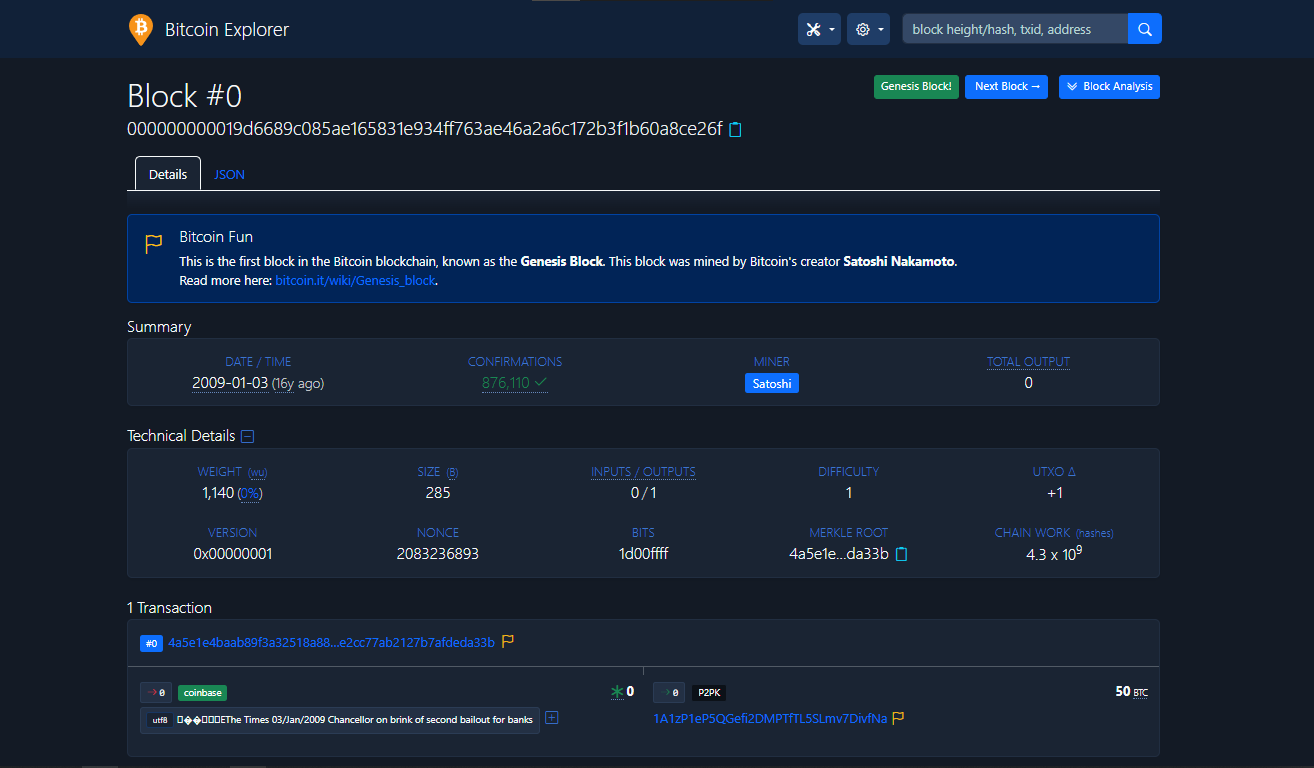 Bitcoin Explorer
block height/hash, txid, address
Block #0
Genesis Block!
Next Block →
Block Analysis
000000000019d6689c085ae165831e934ff763ae46a2a6c172b3f1b60a8ce26f
Details
JSON
Bitcoin Fun
This is the first block in the Bitcoin blockchain, known as the Genesis Block. This block was mined by Bitcoin's creator Satoshi Nakamoto.
Read more here: bitcoin.it/wiki/Genesis_block.
Summary
DATE / TIME
2009-01-03 (16y ago)
CONFIRMATIONS
876,110
MINER
Satoshi
TOTAL OUTPUT
0
Technical Details
WEIGHT (wu)
1,140 (0%)
SIZE (B)
285
INPUTS / OUTPUTS
0 / 1
DIFFICULTY
1
UTXO Δ
+1
VERSION
0x00000001
NONCE
2083236893
BITS
1d00ffff
MERKLE ROOT
4a5e1e…da33b
CHAIN WORK (hashes)
4.3 x 10⁹
1 Transaction
#0 4a5e1e4baab89f3a32518a88…e2cc77ab2127b7afdeda33b
→ 0 coinbase
0
utf8 �� EThe Times 03/Jan/2009 Chancellor on brink of second bailout for banks
→ 0 P2PK
50 BTC
1A1zP1eP5QGefi2DMPTfTL5SLmv7DivfNa